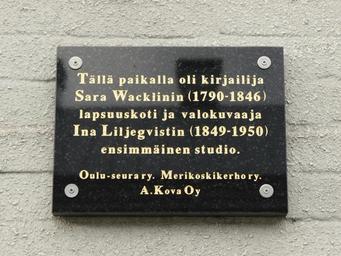 Tällä paikalla oli kirjailija
Sara Wacklinin (1790-1846)
lapsuuskoti ja valokuvaaja
Ina Liljegvistin (1849-1950)
ensimmäinen studio.
Oulu-seura ry. Merikoskikerho ry.
A. Kova Oy